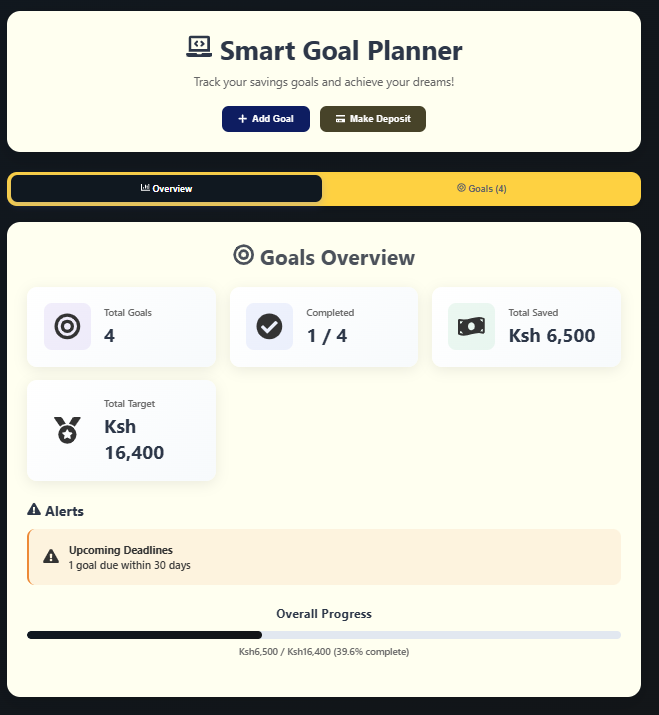 Smart Goal Planner
Track your savings goals and achieve your dreams!
Add Goal
Make Deposit
Overview
Goals (4)
Goals Overview
Total Goals
4
Completed
1 / 4
Total Saved
Ksh 6,500
Total Target
Ksh
16,400
Alerts
Upcoming Deadlines
1 goal due within 30 days
Overall Progress
Ksh6,500 / Ksh16,400 (39.6% complete)